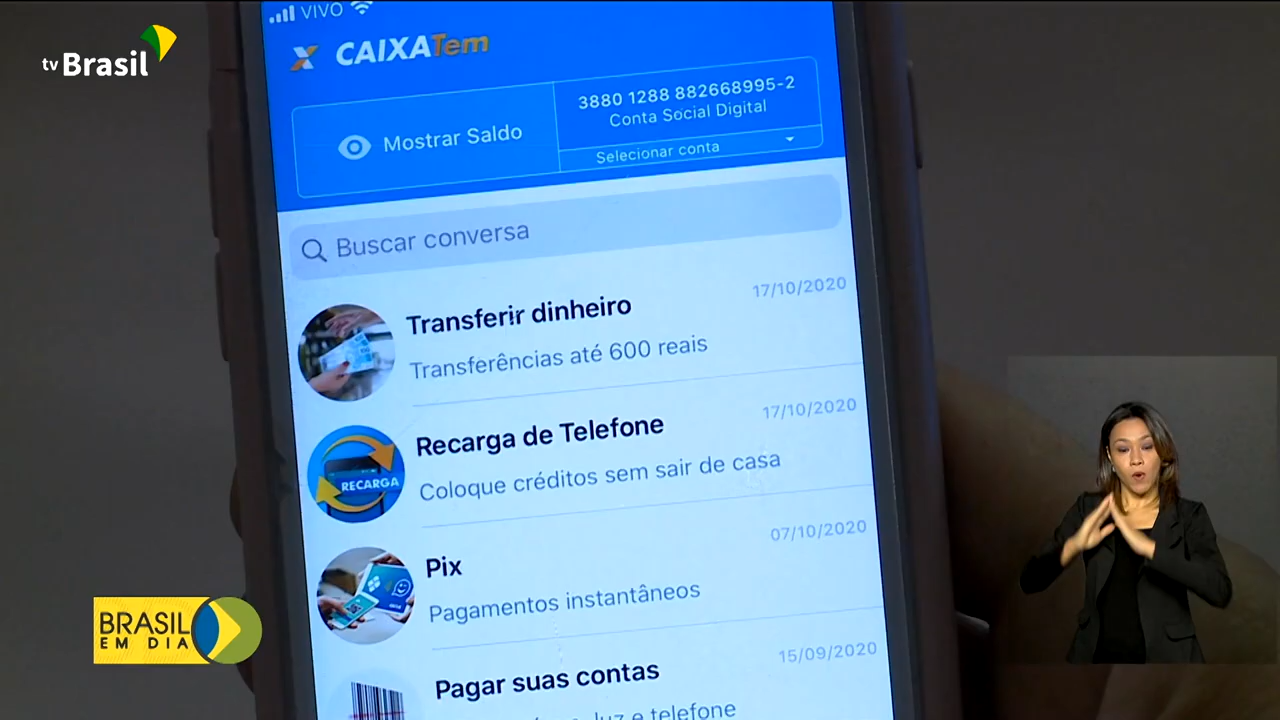 tv Brasil
VIVO
CAIXATem
Mostrar Saldo
3880 1288 882668995-2
Conta Social Digital
Selecionar conta
Buscar conversa
Transferir dinheiro
17/10/2020
Transferências até 600 reais
Recarga de Telefone
17/10/2020
Coloque créditos sem sair de casa
RECARGA
Pix
07/10/2020
Pagamentos instantâneos
Pagar suas contas
15/09/2020
luz e telefone
BRASIL
EM DIA